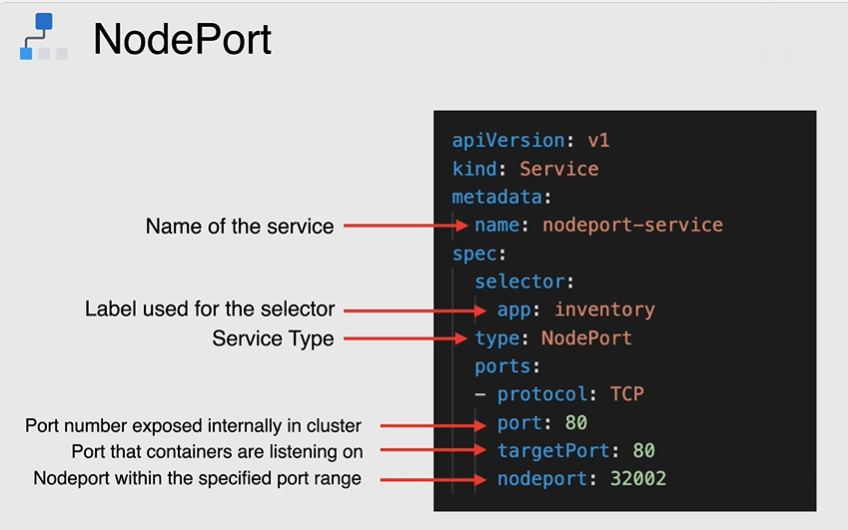 NodePort
apiVersion: v1
kind: Service
metadata:
Name of the service
name: nodeport-service
spec:
selector:
Label used for the selector
app: inventory
Service Type
type: NodePort
ports:
- protocol: TCP
Port number exposed internally in cluster
port: 80
Port that containers are listening on
targetPort: 80
Nodeport within the specified port range
nodeport: 32002